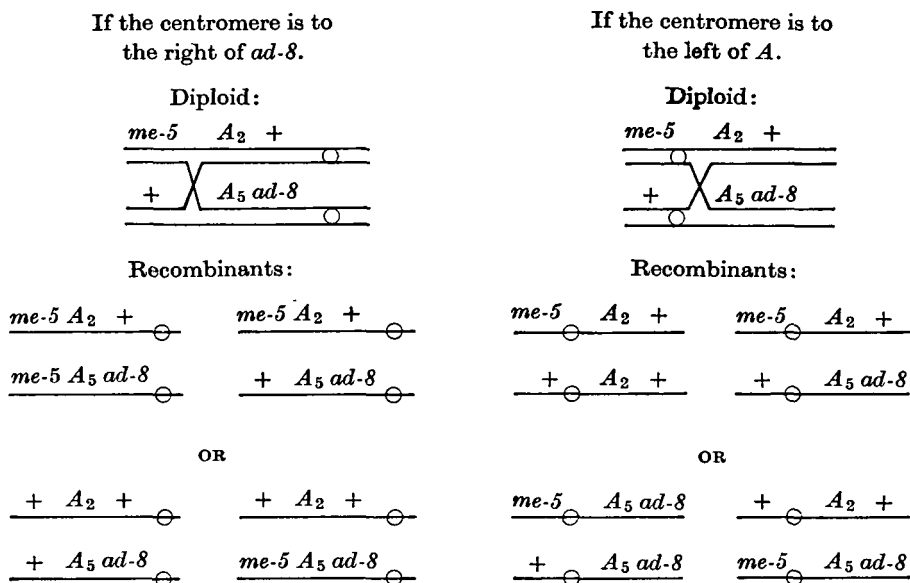 If the centromere is to
the right of ad-8.
Diploid:
me-5 A₂ +
+ A₅ ad-8
Recombinants:
me-5 A₂ + me-5 A₂ +
me-5 A₅ ad-8 + A₅ ad-8
OR
+ A₂ + + A₂ +
+ A₅ ad-8 me-5 A₅ ad-8
If the centromere is to
the left of A.
Diploid:
me-5 A₂ +
+ A₅ ad-8
Recombinants:
me-5 A₂ + me-5 A₂ +
+ A₂ + + A₅ ad-8
OR
me-5 A₅ ad-8 + A₂ +
+ A₅ ad-8 me-5 A₅ ad-8